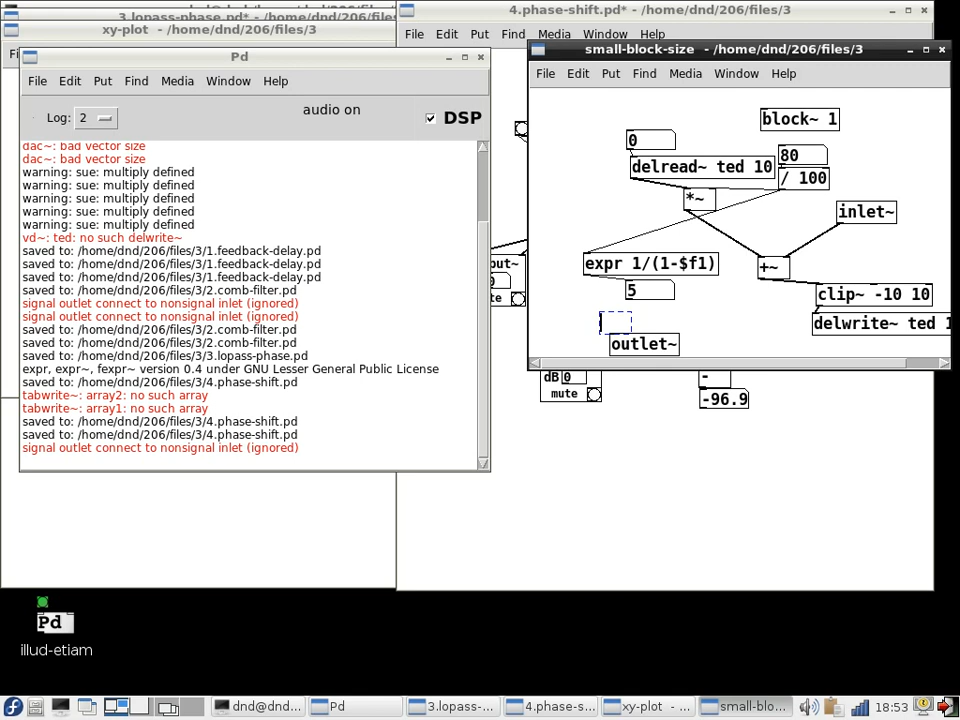 3.lopass-phase.pd*
4.phase-shift.pd* - /home/dnd/206/files/3
xy-plot - /home/dnd/206/files/3
File Edit Put Find Media Window Help
small-block-size - /home/dnd/206/files/3
File Edit Put Find Media Window Help
Pd
File Edit Put Find Media Window Help
Log: 2
audio on
DSP
dac~: bad vector size
dac~: bad vector size
warning: sue: multiply defined
warning: sue: multiply defined
warning: sue: multiply defined
warning: sue: multiply defined
warning: sue: multiply defined
vd~: ted: no such delwrite~
saved to: /home/dnd/206/files/3/1.feedback-delay.pd
saved to: /home/dnd/206/files/3/1.feedback-delay.pd
saved to: /home/dnd/206/files/3/1.feedback-delay.pd
saved to: /home/dnd/206/files/3/2.comb-filter.pd
signal outlet connect to nonsignal inlet (ignored)
signal outlet connect to nonsignal inlet (ignored)
saved to: /home/dnd/206/files/3/2.comb-filter.pd
saved to: /home/dnd/206/files/3/2.comb-filter.pd
saved to: /home/dnd/206/files/3/3.lopass-phase.pd
expr, expr~, fexpr~ version 0.4 under GNU Lesser General Public License
saved to: /home/dnd/206/files/3/4.phase-shift.pd
tabwrite~: array2: no such array
tabwrite~: array1: no such array
saved to: /home/dnd/206/files/3/4.phase-shift.pd
saved to: /home/dnd/206/files/3/4.phase-shift.pd
signal outlet connect to nonsignal inlet (ignored)
block~ 1
0
80
delread~ ted 10
/ 100
*~
inlet~
expr 1/(1-$f1)
+~
5
clip~ -10 10
delwrite~ ted 1
outlet~
dB 0
mute
-
-96.9
Pd
illud-etiam
dnd@dnd...
Pd
3.lopass-...
4.phase-s...
xy-plot - ...
small-blo...
18:53